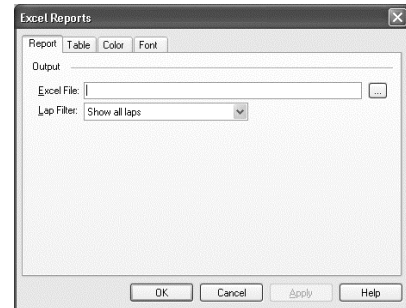 Excel Reports
Report Table Color Font
Output
Excel File:
...
Lap Filter: Show all laps
OK Cancel Apply Help